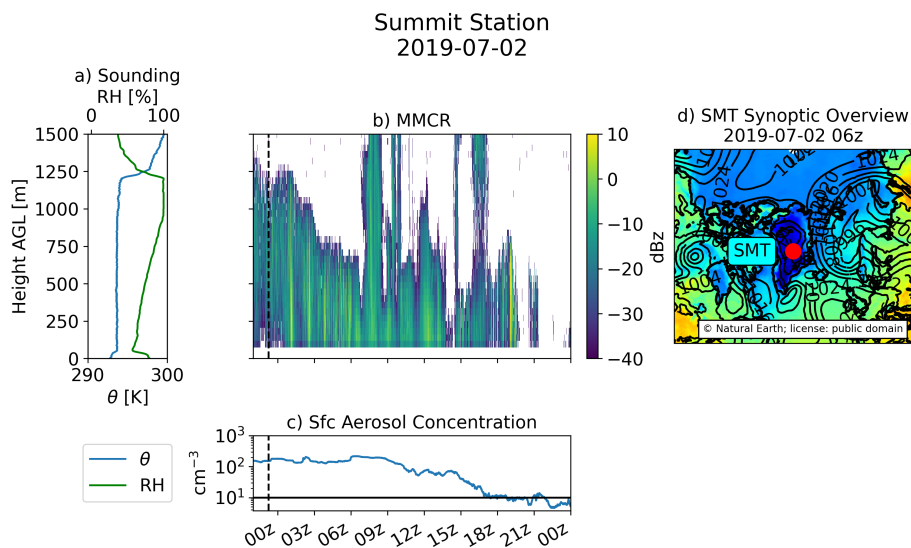 Summit Station
2019-07-02
a) Sounding
RH [%]
0 100
1500
1250
1000
750
500
250
0
Height AGL [m]
290 300
θ [K]
θ
RH
b) MMCR
10
0
−10
−20
−30
−40
dBz
c) Sfc Aerosol Concentration
10³
10²
10¹
cm⁻³
00z 03z 06z 09z 12z 15z 18z 21z 00z
d) SMT Synoptic Overview
2019-07-02 06z
SMT
1024
1004
© Natural Earth; license: public domain